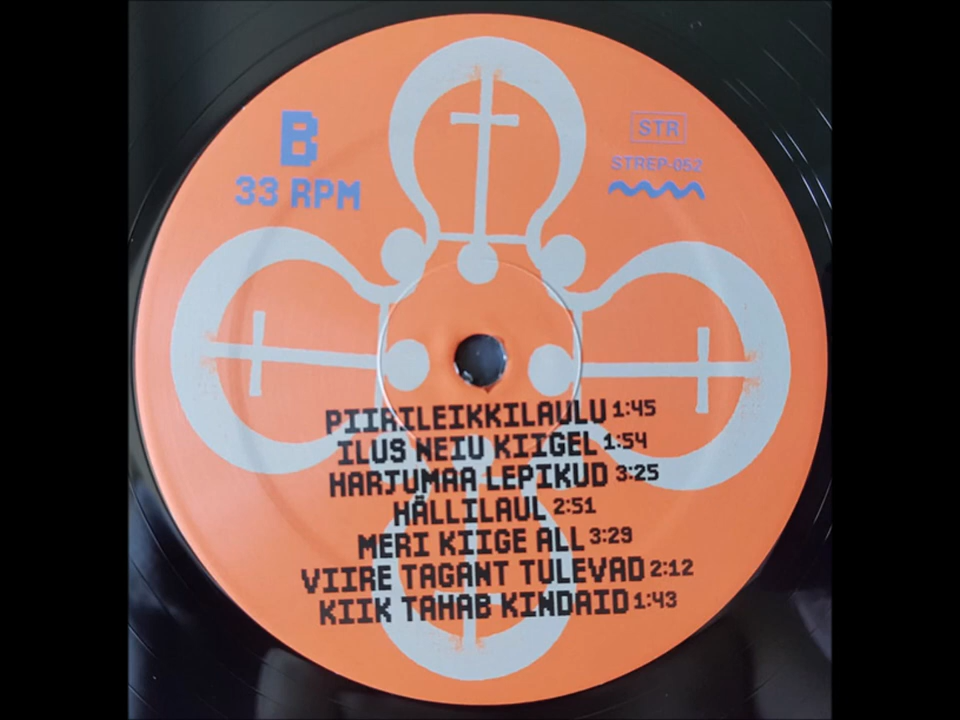 B
33 RPM
STR
STREP-052
PIIRILEIKKILAULU 1:45
ILUS NEIU KIIGEL 1:54
HARJUMAA LEPIKUD 3:25
HÄLLILAUL 2:51
MERI KIIGE ALL 3:29
VIIRE TAGANT TULEVAD 2:12
KIIK TAHAB KINDAID 1:43